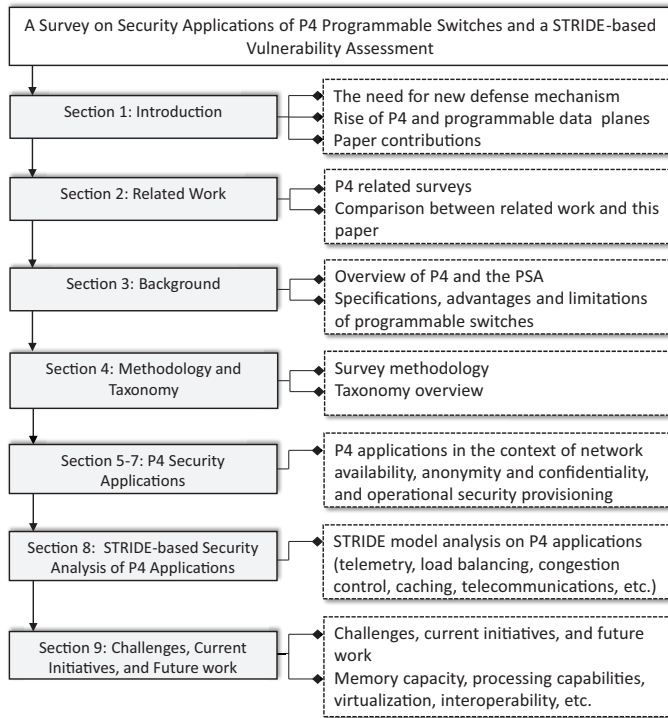 A Survey on Security Applications of P4 Programmable Switches and a STRIDE-based
Vulnerability Assessment
Section 1: Introduction
The need for new defense mechanism
Rise of P4 and programmable data planes
Paper contributions
Section 2: Related Work
P4 related surveys
Comparison between related work and this
paper
Section 3: Background
Overview of P4 and the PSA
Specifications, advantages and limitations
of programmable switches
Section 4: Methodology and
Taxonomy
Survey methodology
Taxonomy overview
Section 5-7: P4 Security
Applications
P4 applications in the context of network
availability, anonymity and confidentiality,
and operational security provisioning
Section 8: STRIDE-based Security
Analysis of P4 Applications
STRIDE model analysis on P4 applications
(telemetry, load balancing, congestion
control, caching, telecommunications, etc.)
Section 9: Challenges, Current
Initiatives, and Future work
Challenges, current initiatives, and future
work
Memory capacity, processing capabilities,
virtualization, interoperability, etc.